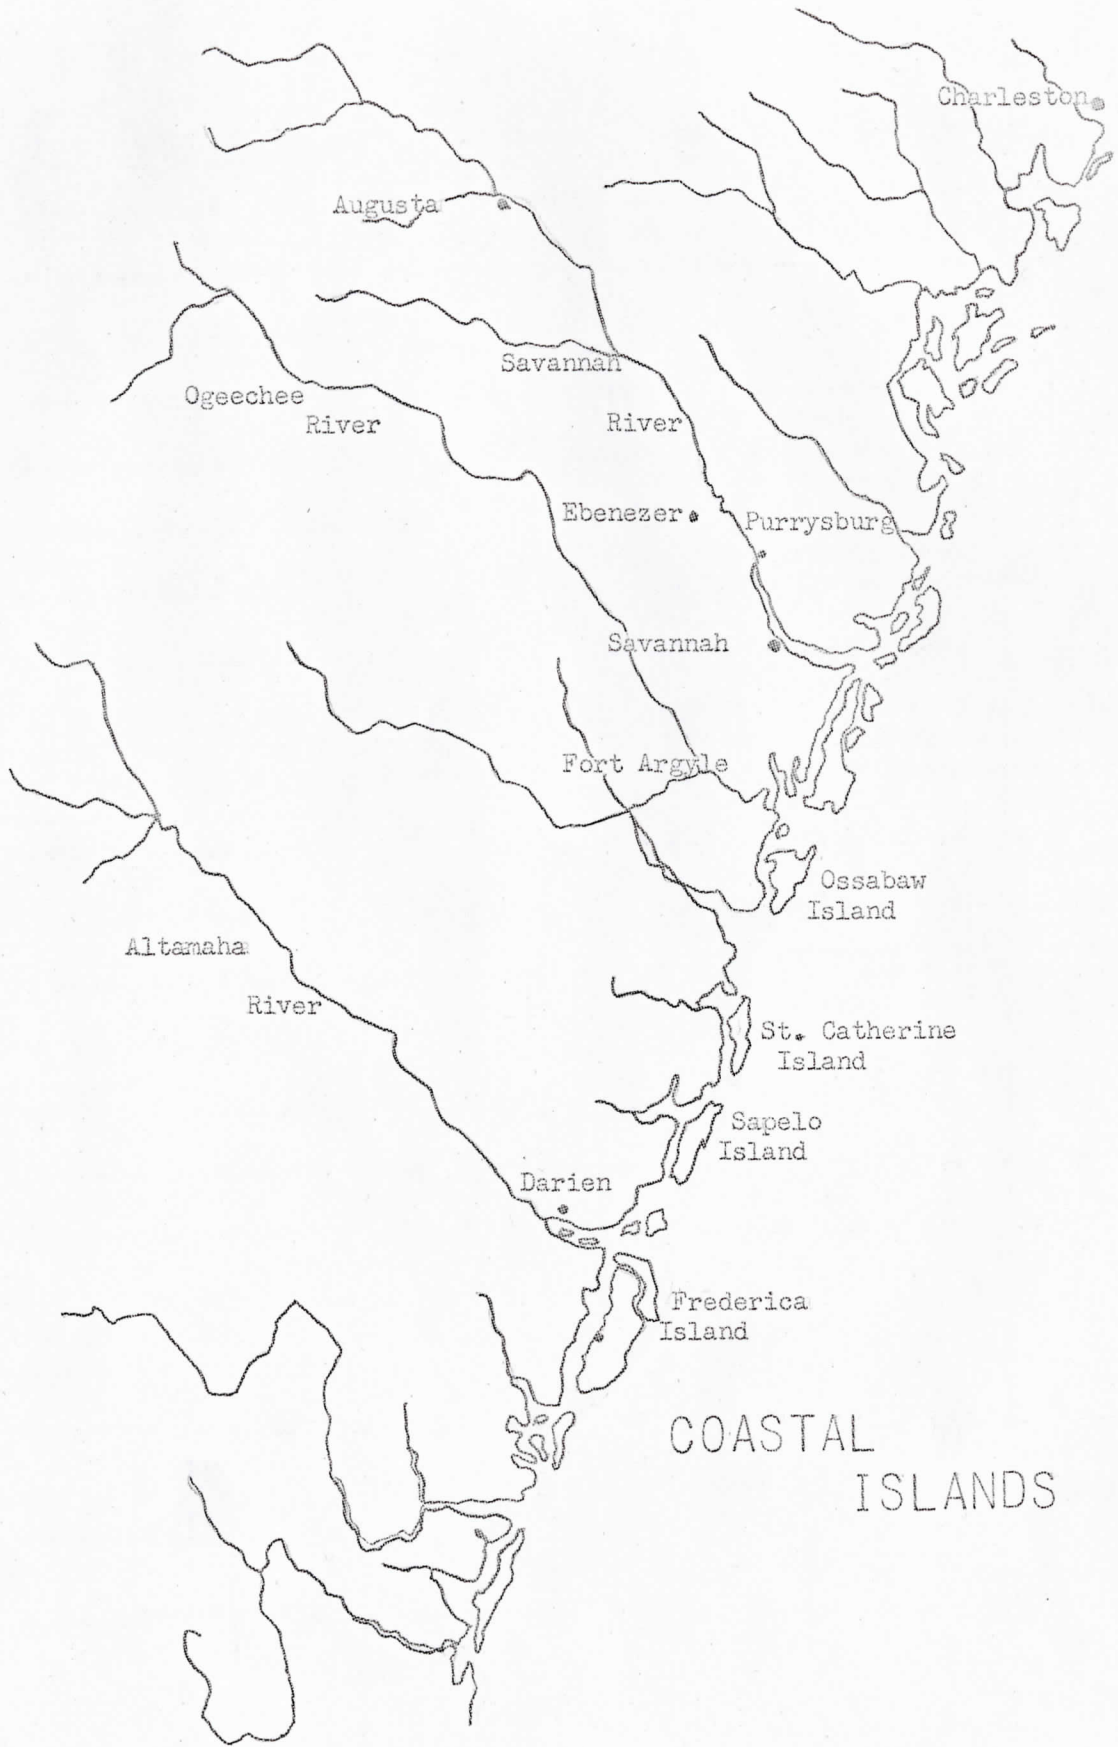 Charleston
Augusta
Savannah
River
Ogeechee
River
Ebenezer
Purrysburg
Savannah
Fort Argyle
Ossabaw
Island
Altamaha
River
St. Catherine
Island
Sapelo
Island
Darien
Frederica
Island
COASTAL
ISLANDS